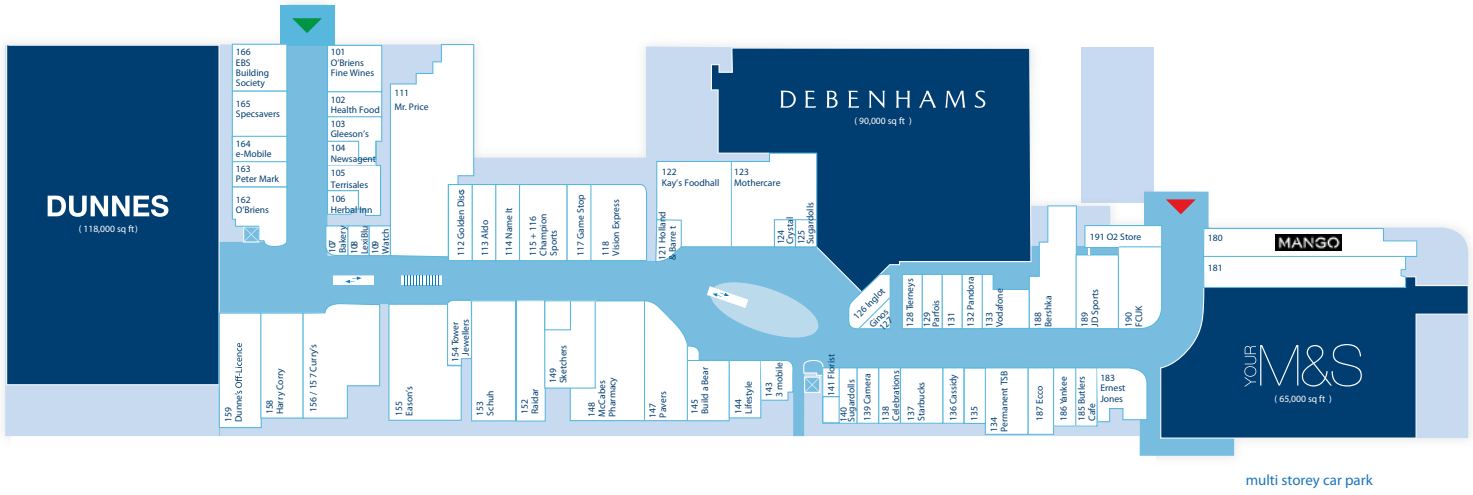 166
EBS
Building
Society
165
Specsavers
164
e-Mobile
163
Peter Mark
162
O'Briens
101
O'Briens
Fine Wines
102
Health Food
103
Gleeson's
104
Newsagent
105
Terrisales
106
Herbal Inn
107
Bakery
108
LexiBlu
109
Watch
111
Mr. Price
DUNNES
( 118,000 sq ft )
112 Golden Discs
113 Aldo
114 Name It
115 + 116
Champion
Sports
117 Game Stop
118
Vision Express
122
Kay's Foodhall
123
Mothercare
121 Holland
& Barre t
124
Crystal
125
Sugardolls
DEBENHAMS
( 90,000 sq ft )
126 Inglot
Ginos
127
128 Tierneys
129
Parfois
131
132 Pandora
133
Vodafone
188
Bershka
189
JD Sports
190
FCUK
191 O2 Store
180
MANGO
181
YOUR
M&S
( 65,000 sq ft )
159
Dunne's Off-Licence
158
Harry Corry
156 / 157 Curry's
155
Eason's
154 Tower
Jewellers
153
Schuh
152
Raidar
149
Sketchers
148
McCabes
Pharmacy
147
Pavers
145
Build a Bear
144
Lifestyle
143
3 mobile
141 Florist
140
Sugardolls
139 Camera
138
Celebrations
137
Starbucks
136 Cassidy
135
134
Permanent TSB
187 Ecco
186 Yankee
185 Butlers
Cafe
183
Ernest
Jones
multi storey car park